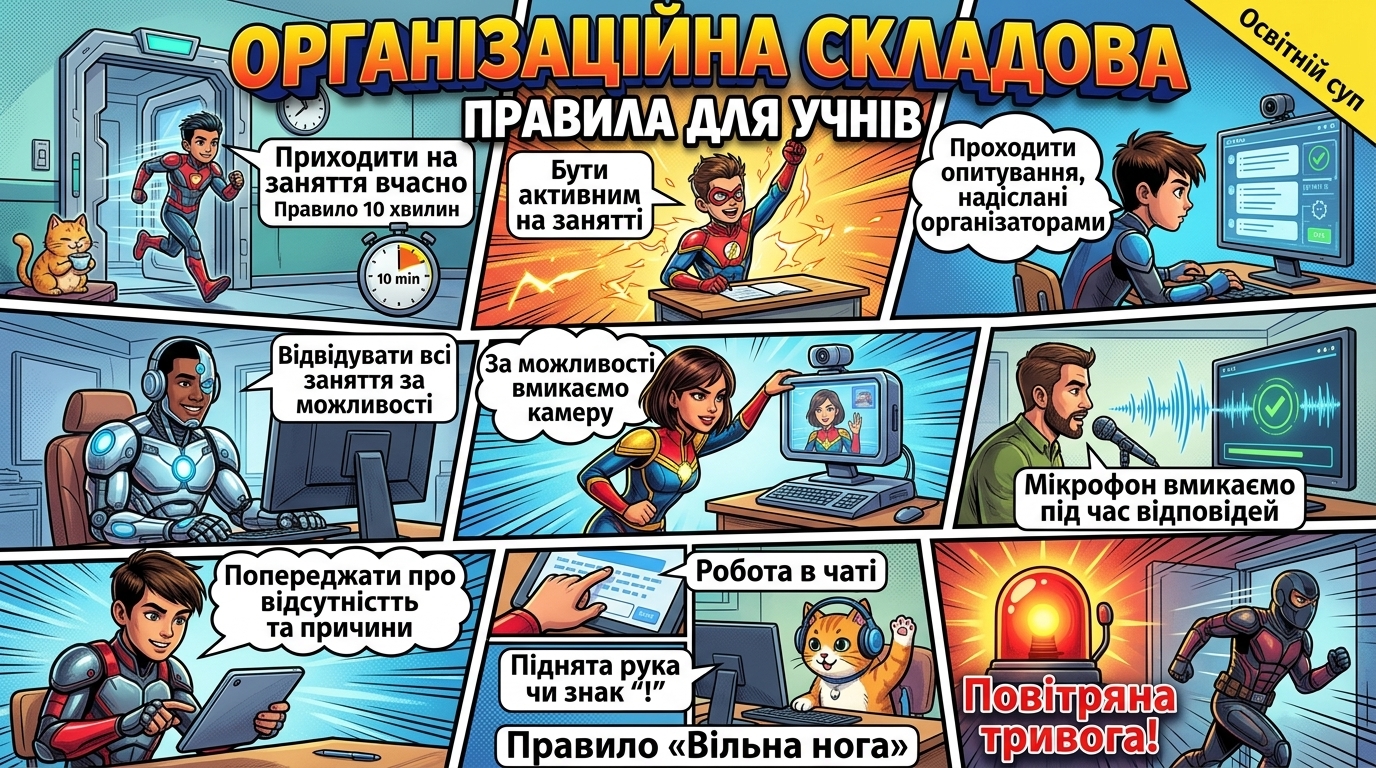 ОРГАНІЗАЦІЙНА СКЛАДОВА
ПРАВИЛА ДЛЯ УЧНІВ
Освітній суп
Приходити на
заняття вчасно
Правило 10 хвилин
10 min
Бути
активним
на занятті
Проходити
опитування,
надіслані
організаторами
Відвідувати всі
заняття за
можливості
За можливості
вмикаємо
камеру
Мікрофон вмикаємо
під час відповідей
Попереджати про
відсутністть
та причини
Робота в чаті
Піднята рука
чи знак “!”
Правило «Вільна нога»
Повітряна
тривога!